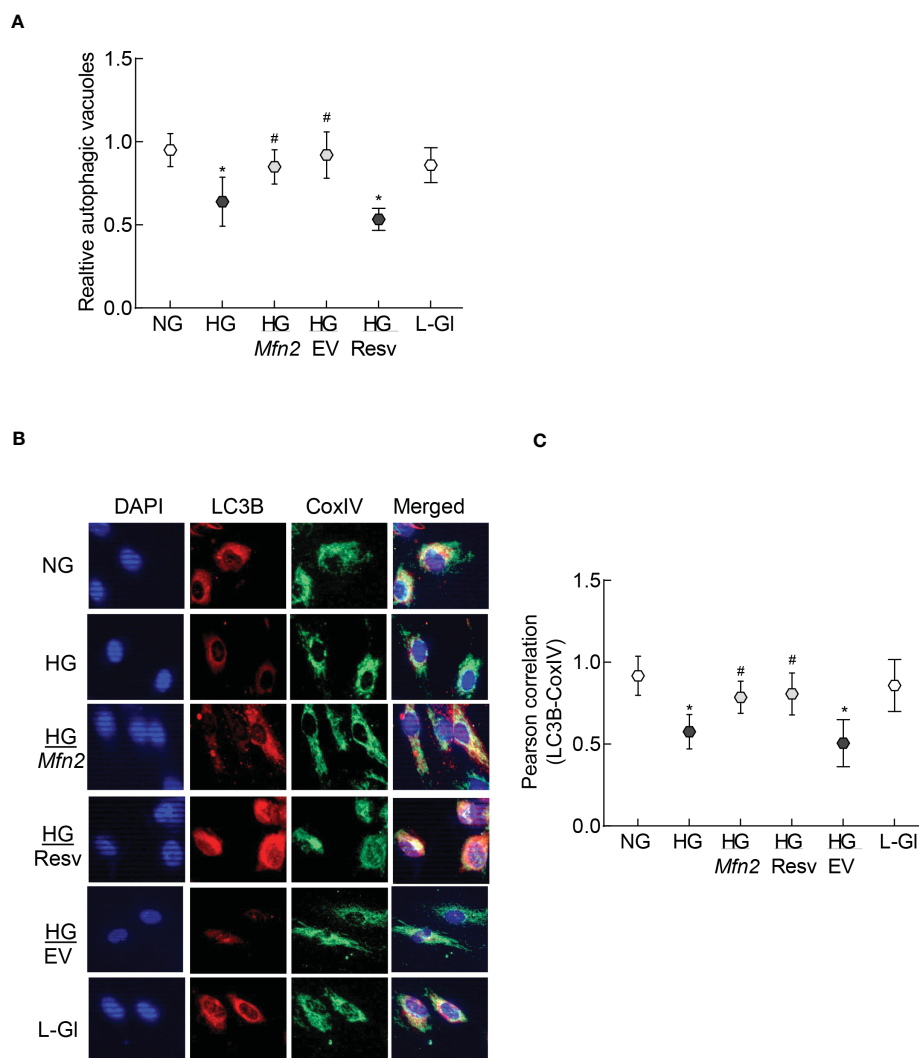 A
Realtive autophagic vacuoles
1.5
1.0
0.5
0.0
*
#
#
*
NG HG HG HG HG L-Gl
Mfn2 EV Resv
B
DAPI LC3B CoxIV Merged
NG
HG
HG
Mfn2
HG
Resv
HG
EV
L-Gl
C
Pearson correlation
(LC3B-CoxIV)
1.5
1.0
0.5
0.0
*
#
#
*
NG HG HG HG HG L-Gl
Mfn2 Resv EV